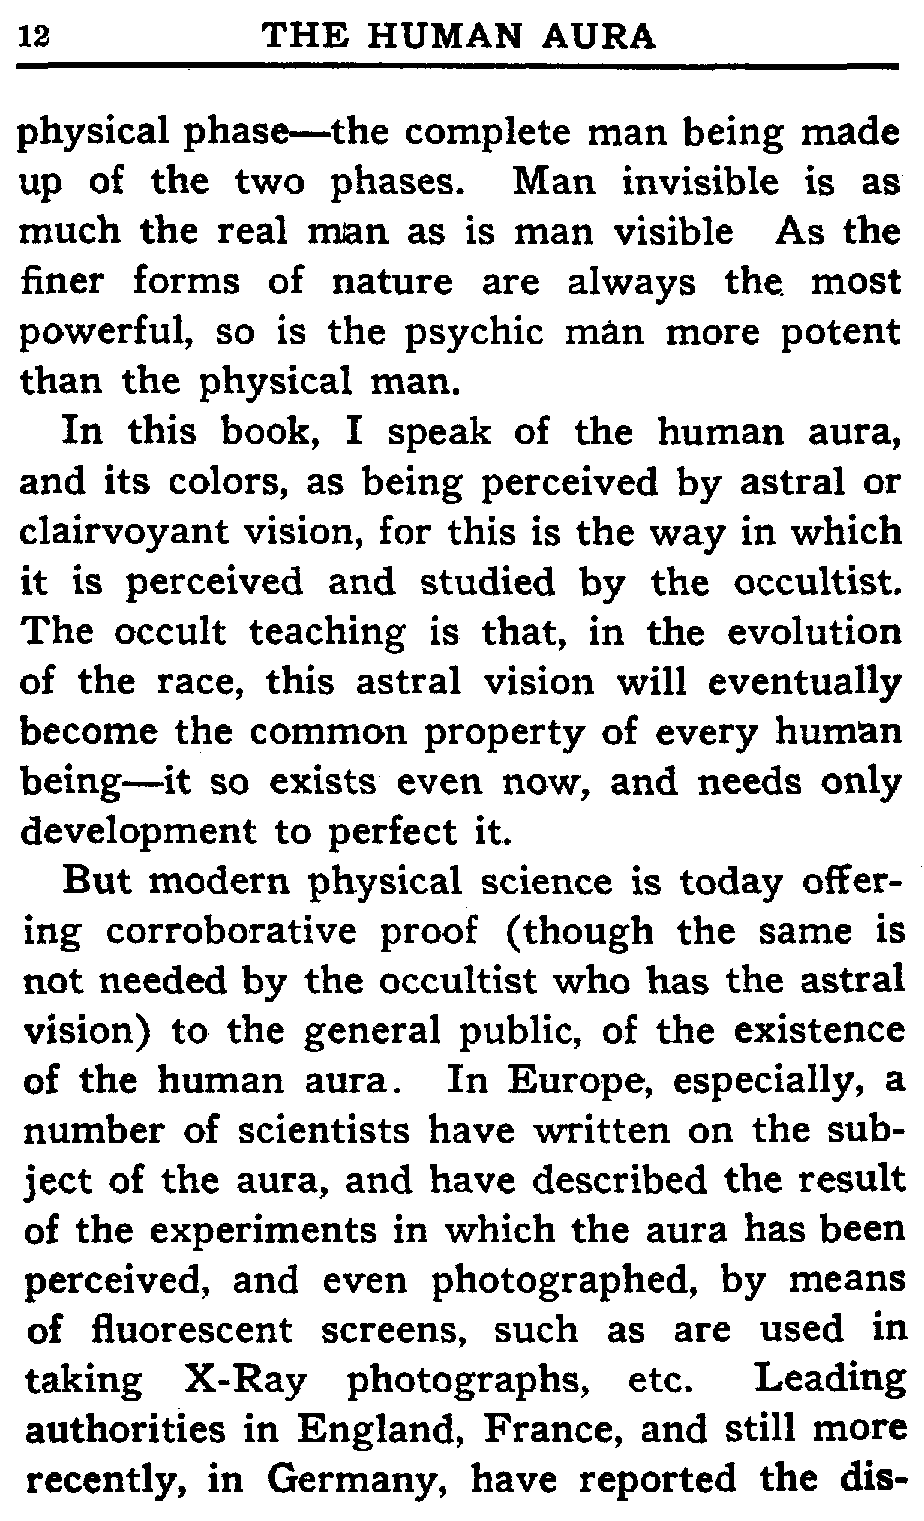 12 THE HUMAN AURA
physical phase—the complete man being made
up of the two phases. Man invisible is as
much the real man as is man visible As the
finer forms of nature are always the most
powerful, so is the psychic man more potent
than the physical man.
In this book, I speak of the human aura,
and its colors, as being perceived by astral or
clairvoyant vision, for this is the way in which
it is perceived and studied by the occultist.
The occult teaching is that, in the evolution
of the race, this astral vision will eventually
become the common property of every human
being—it so exists even now, and needs only
development to perfect it.
But modern physical science is today offer-
ing corroborative proof (though the same is
not needed by the occultist who has the astral
vision) to the general public, of the existence
of the human aura. In Europe, especially, a
number of scientists have written on the sub-
ject of the aura, and have described the result
of the experiments in which the aura has been
perceived, and even photographed, by means
of fluorescent screens, such as are used in
taking X-Ray photographs, etc. Leading
authorities in England, France, and still more
recently, in Germany, have reported the dis-